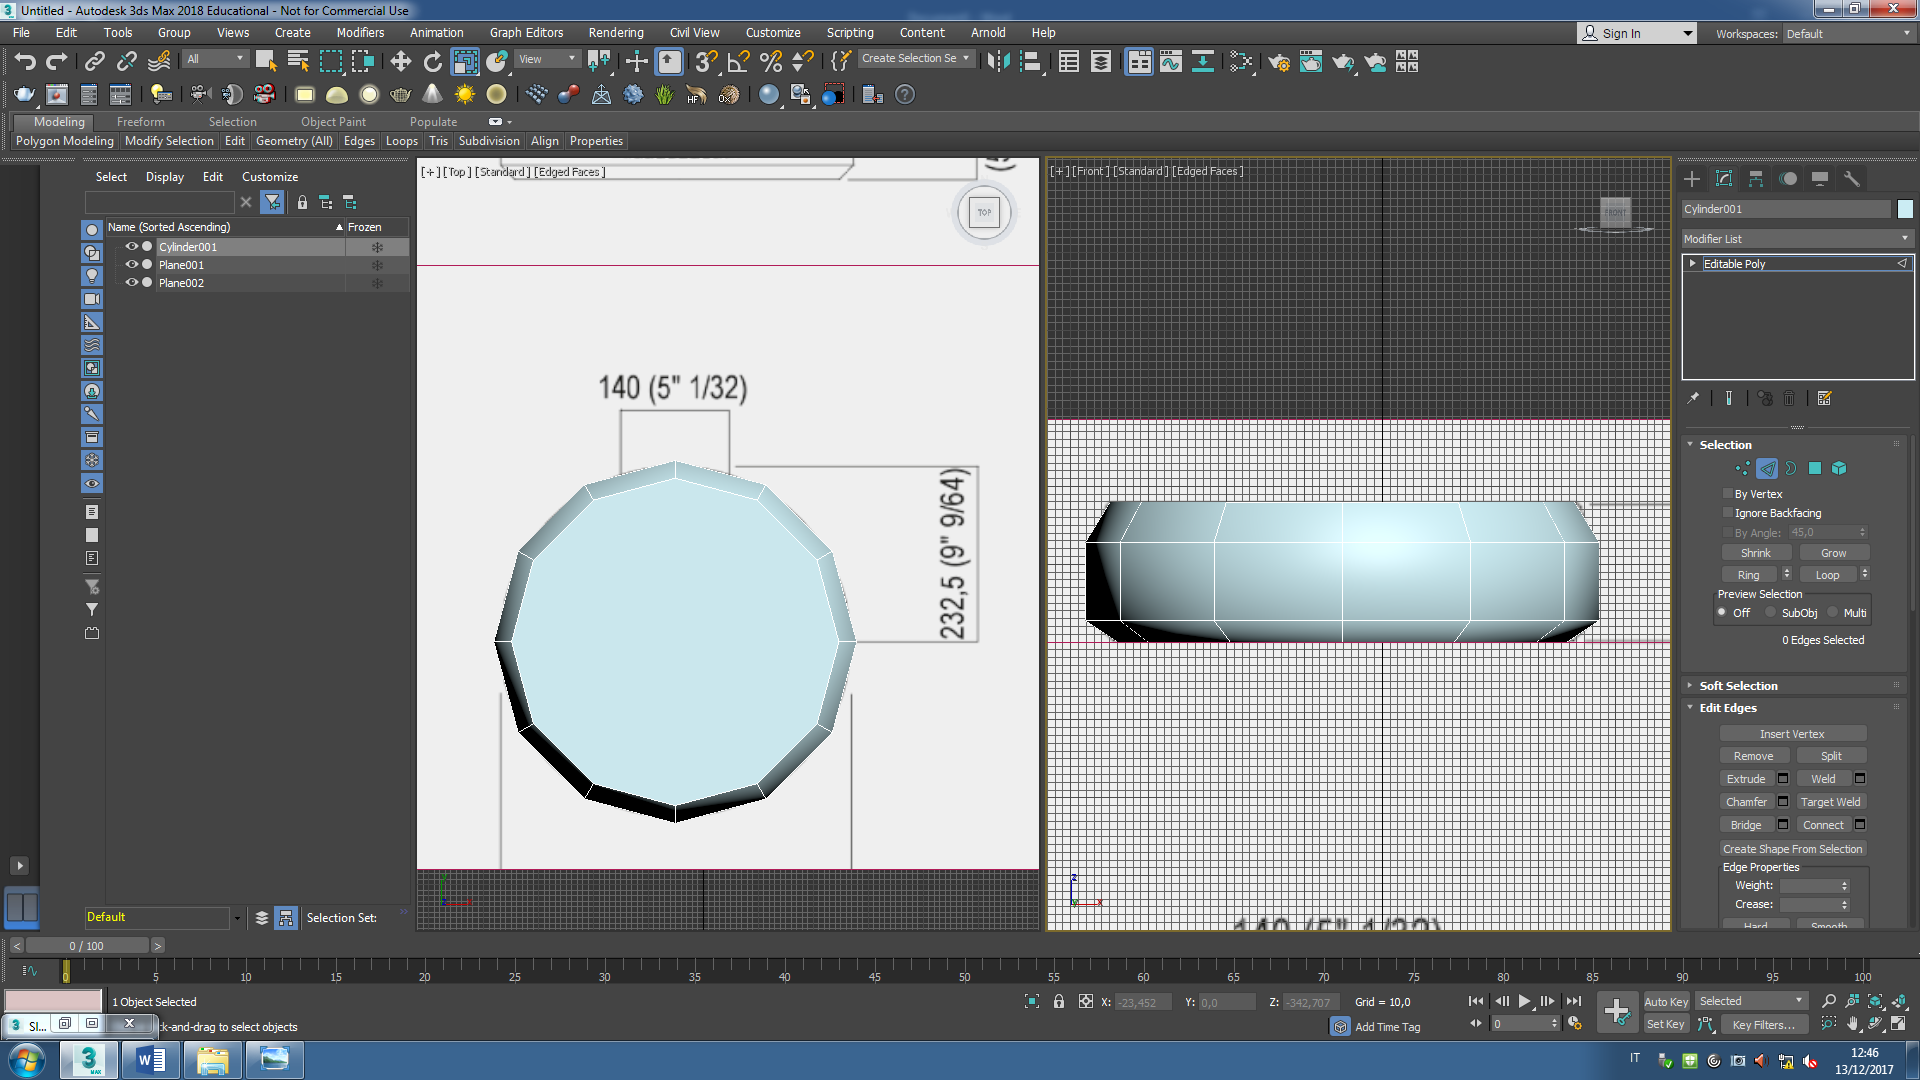 Untitled - Autodesk 3ds Max 2018 Educational - Not for Commercial Use
File Edit Tools Group Views Create Modifiers Animation Graph Editors Rendering Civil View Customize Scripting Content Arnold Help
Sign In Workspaces: Default
All View Create Selection Se
Modeling Freeform Selection Object Paint Populate
Polygon Modeling Modify Selection Edit Geometry (All) Edges Loops Tris Subdivision Align Properties
Select Display Edit Customize
Name (Sorted Ascending) Frozen
Cylinder001
Plane001
Plane002
[+] [Top ] [Standard ] [Edged Faces ]
TOP
140 (5" 1/32)
232,5 (9" 9/64)
[+] [Front ] [Standard ] [Edged Faces ]
FRONT
140 (5" 1/32)
Cylinder001
Modifier List
Editable Poly
Selection
By Vertex
Ignore Backfacing
By Angle: 45,0
Shrink Grow
Ring Loop
Preview Selection
Off SubObj Multi
0 Edges Selected
Soft Selection
Edit Edges
Insert Vertex
Remove Split
Extrude Weld
Chamfer Target Weld
Bridge Connect
Create Shape From Selection
Edge Properties
Weight:
Crease:
Hard Smooth
Default Selection Set:
0 / 100
0 5 10 15 20 25 30 35 40 45 50 55 60 65 70 75 80 85 90 95 100
1 Object Selected X: -23,452 Y: 0,0 Z: -342,707 Grid = 10,0 Auto Key Selected
Sl... ck-and-drag to select objects Add Time Tag 0 Set Key Key Filters...
IT 12:46
13/12/2017